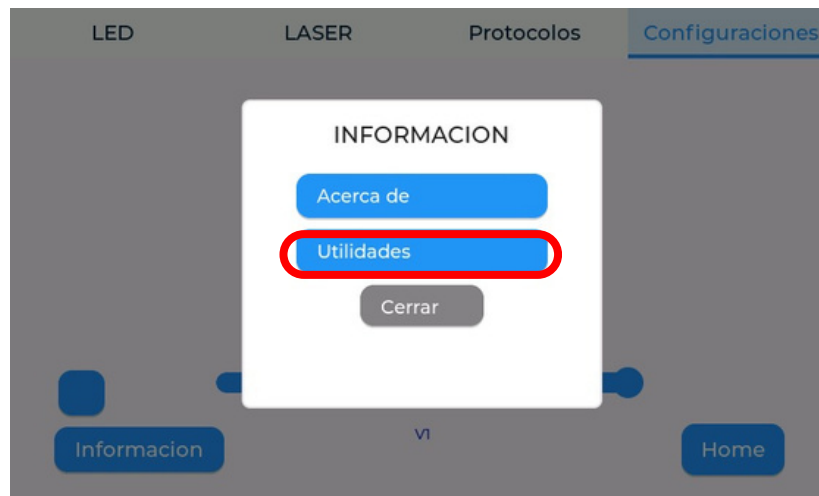 LED LASER Protocolos Configuraciones
INFORMACION
Acerca de
Utilidades
Cerrar
V1
Informacion Home